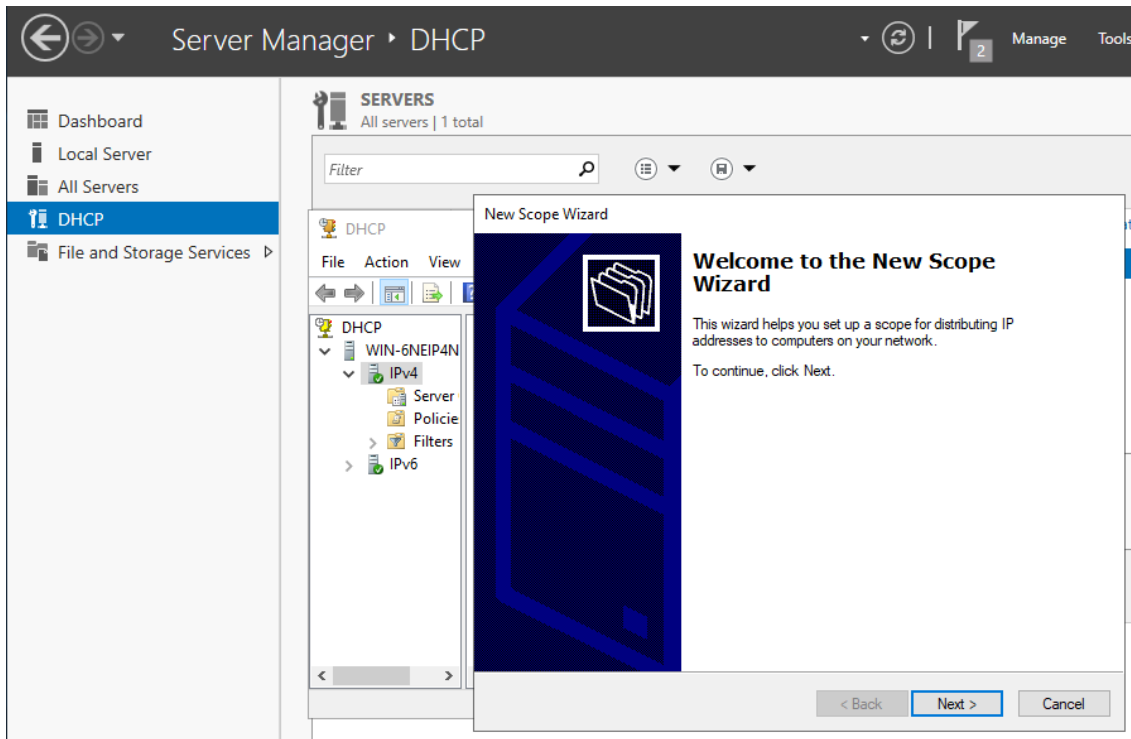 Server Manager ‣ DHCP
2
Manage
Tools
Dashboard
Local Server
All Servers
DHCP
File and Storage Services
SERVERS
All servers | 1 total
Filter
DHCP
File Action View
DHCP
WIN-6NEIP4N
IPv4
Server
Policie
Filters
IPv6
New Scope Wizard
Welcome to the New Scope
Wizard
This wizard helps you set up a scope for distributing IP
addresses to computers on your network.
To continue, click Next.
< Back
Next >
Cancel